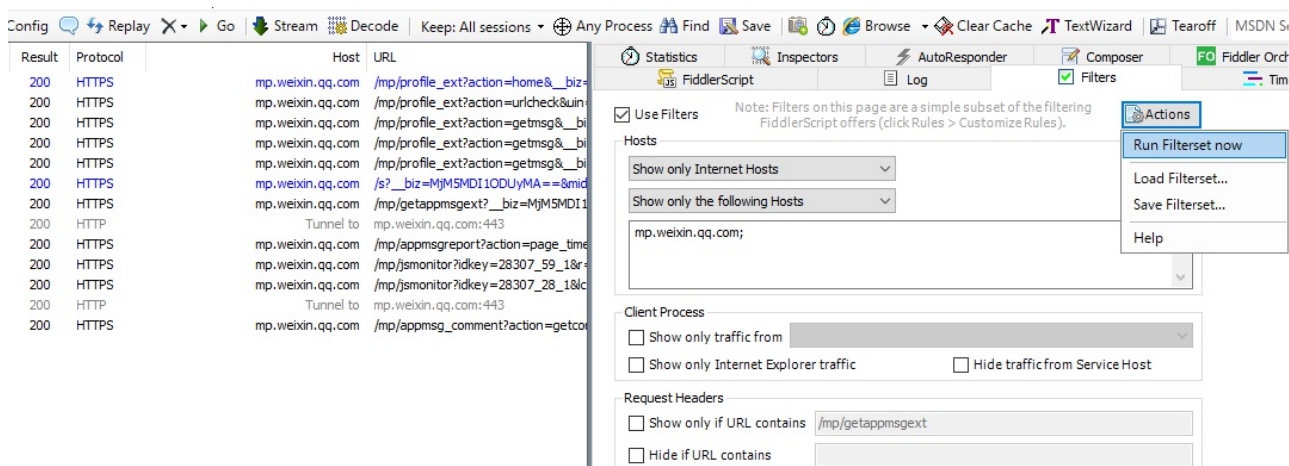 Config Replay X Go Stream Decode Keep: All sessions Any Process Find Save Browse Clear Cache TextWizard Tearoff MSDN Se
Result Protocol Host URL
200 HTTPS mp.weixin.qq.com /mp/profile_ext?action=home&__biz=
200 HTTPS mp.weixin.qq.com /mp/profile_ext?action=urlcheck&uin=
200 HTTPS mp.weixin.qq.com /mp/profile_ext?action=getmsg&__bi
200 HTTPS mp.weixin.qq.com /mp/profile_ext?action=getmsg&__bi
200 HTTPS mp.weixin.qq.com /mp/profile_ext?action=getmsg&__bi
200 HTTPS mp.weixin.qq.com /s?__biz=MjM5MDI1ODUyMA==&mid
200 HTTPS mp.weixin.qq.com /mp/getappmsgext?__biz=MjM5MDI1
200 HTTP Tunnel to mp.weixin.qq.com:443
200 HTTPS mp.weixin.qq.com /mp/appmsgreport?action=page_time
200 HTTPS mp.weixin.qq.com /mp/jsmonitor?idkey=28307_59_1&r=
200 HTTPS mp.weixin.qq.com /mp/jsmonitor?idkey=28307_28_1&lc
200 HTTP Tunnel to mp.weixin.qq.com:443
200 HTTPS mp.weixin.qq.com /mp/appmsg_comment?action=getcor
Statistics Inspectors AutoResponder Composer FO Fiddler Orch
FiddlerScript Log Filters Tim
Use Filters
Note: Filters on this page are a simple subset of the filtering
FiddlerScript offers (click Rules > Customize Rules).
Actions
Run Filterset now
Load Filterset...
Save Filterset...
Help
Hosts
Show only Internet Hosts
Show only the following Hosts
mp.weixin.qq.com;
Client Process
Show only traffic from
Show only Internet Explorer traffic Hide traffic from Service Host
Request Headers
Show only if URL contains /mp/getappmsgext
Hide if URL contains